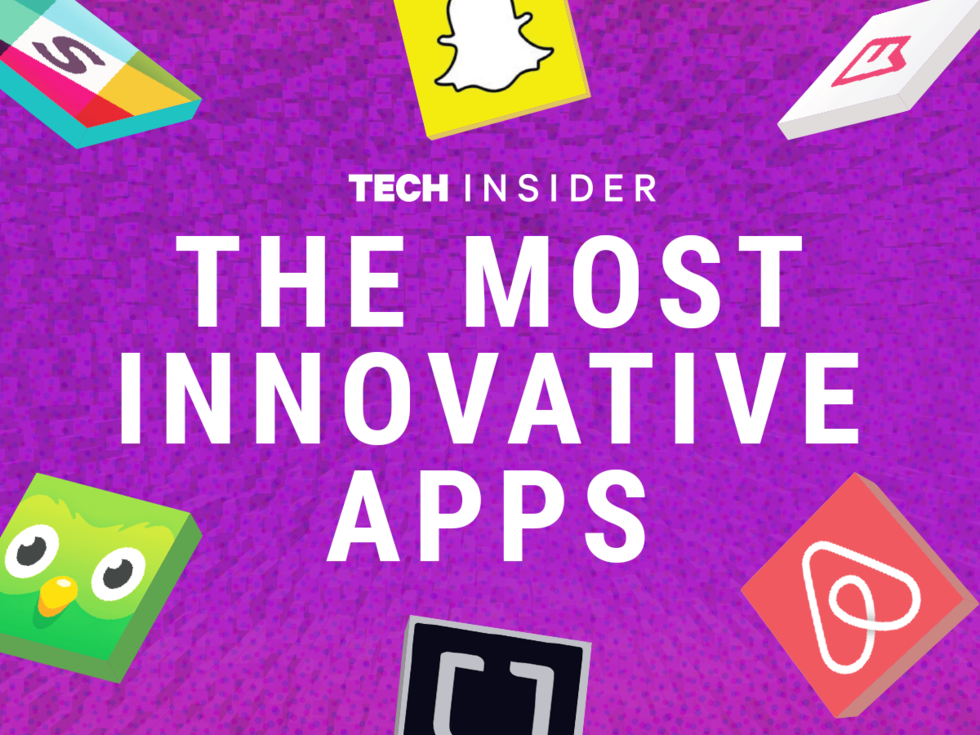 S
TECH INSIDER
THE MOST
INNOVATIVE
APPS